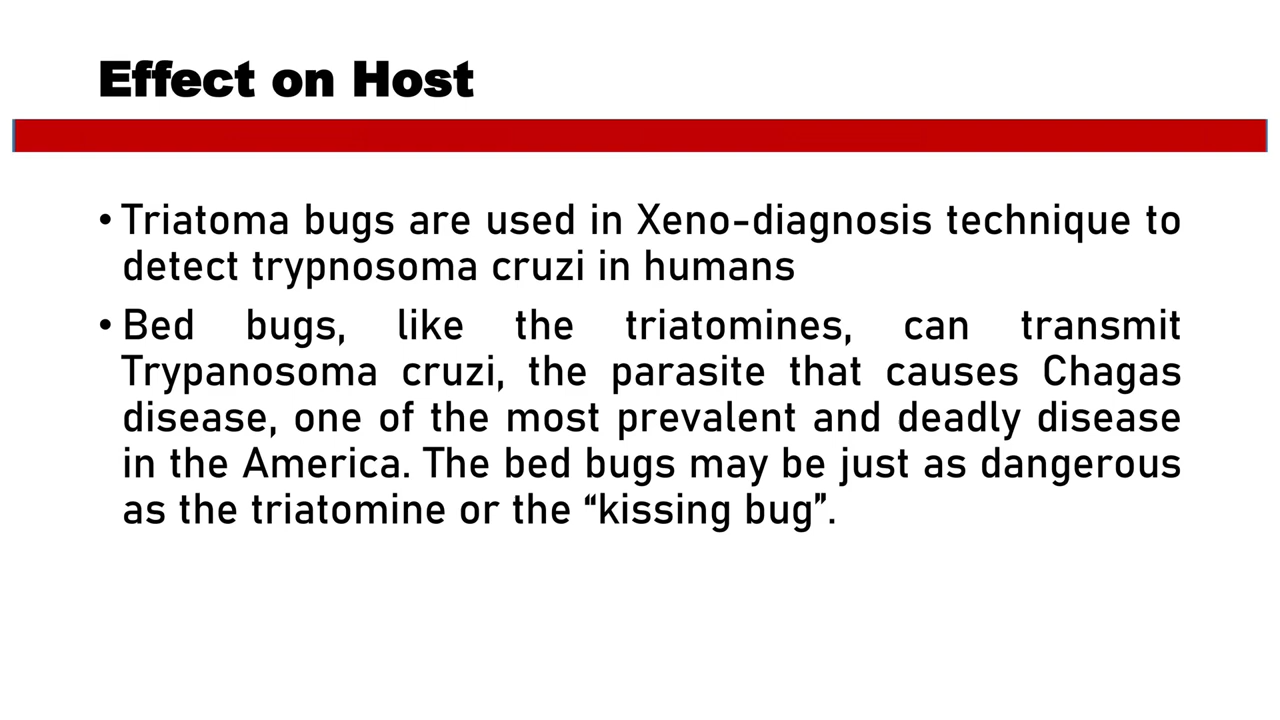 Effect on Host
• Triatoma bugs are used in Xeno-diagnosis technique to
detect trypnosoma cruzi in humans
• Bed bugs, like the triatomines, can transmit
Trypanosoma cruzi, the parasite that causes Chagas
disease, one of the most prevalent and deadly disease
in the America. The bed bugs may be just as dangerous
as the triatomine or the “kissing bug”.